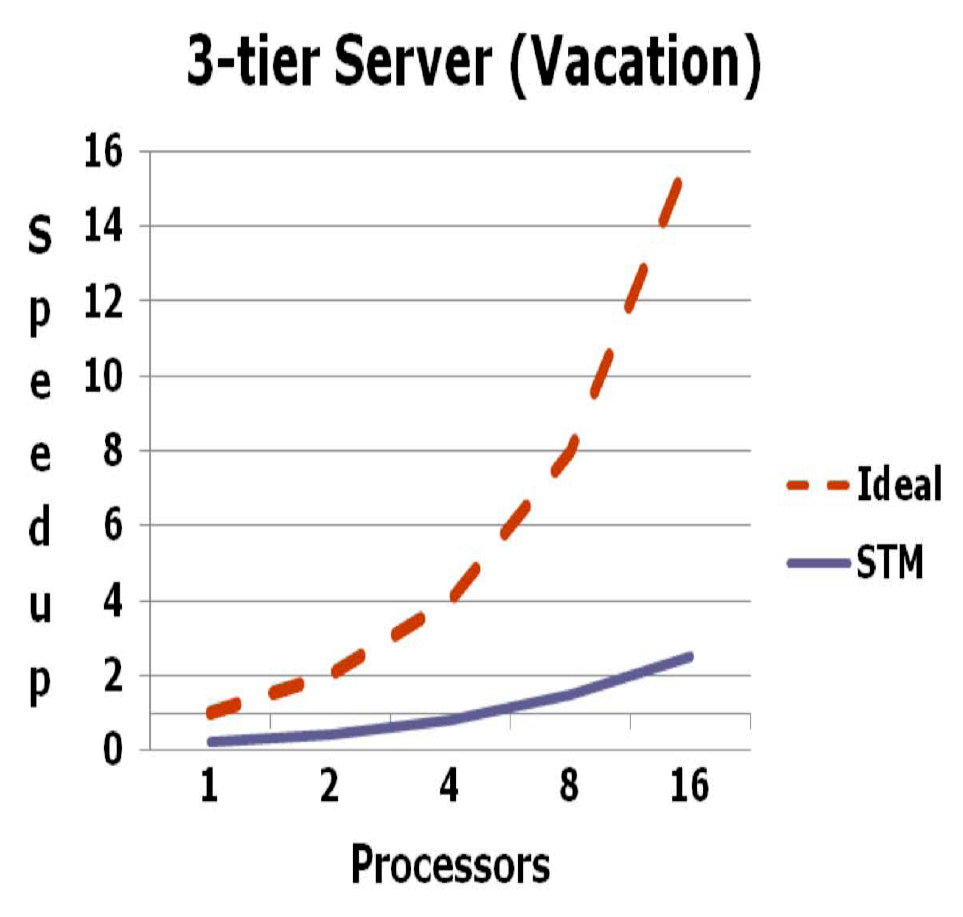 3-tier Server (Vacation)
Speedup
16
14
12
10
8
6
4
2
0
1 2 4 8 16
Processors
Ideal
STM